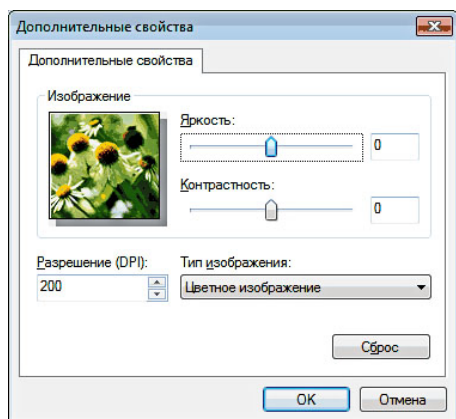 Дополнительные свойства
Дополнительные свойства
Изображение
Яркость:
0
Контрастность:
0
Разрешение (DPI):
Тип изображения:
200
Цветное изображение
Сброс
OK
Отмена